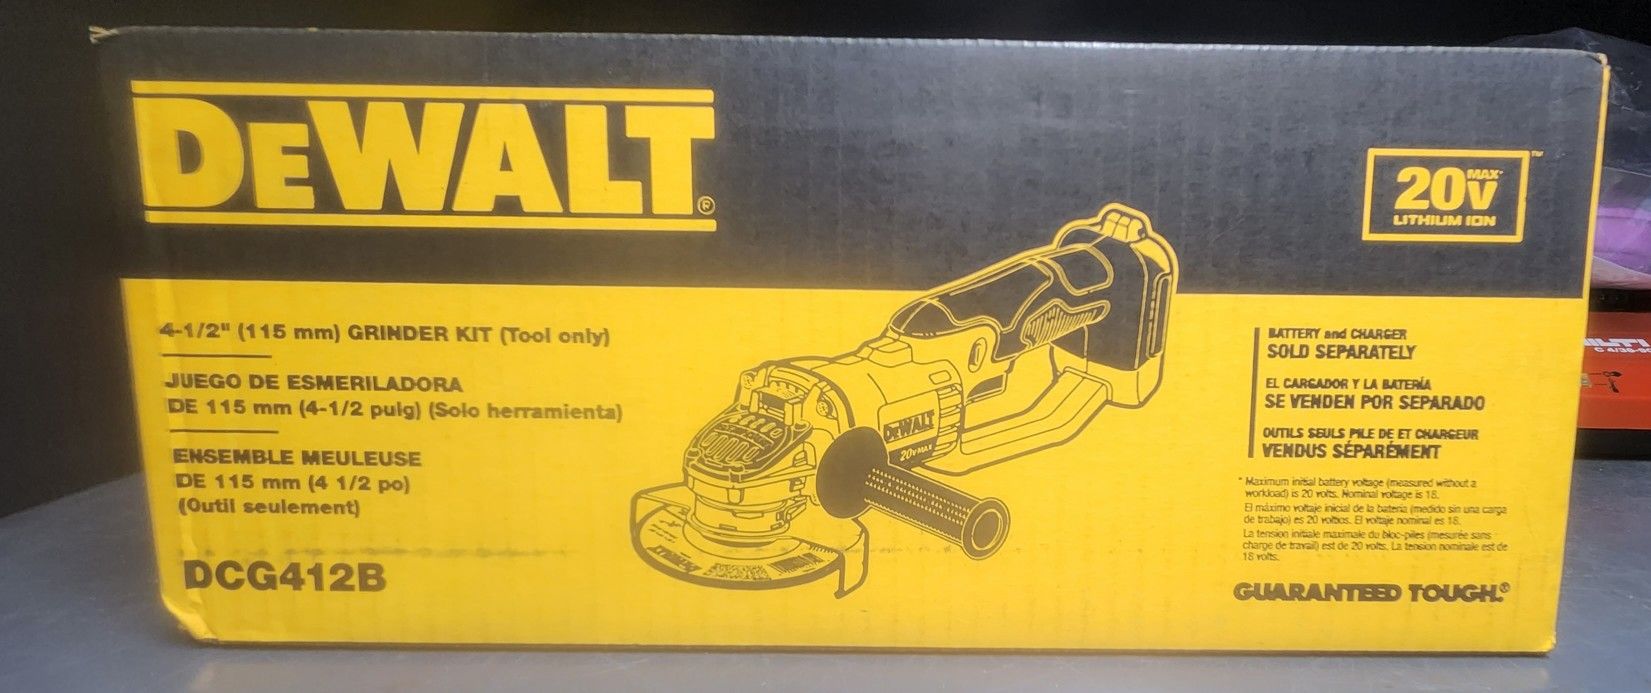 DEWALT®
20V MAX* ™
LITHIUM ION
4-1/2" (115 mm) GRINDER KIT (Tool only)
JUEGO DE ESMERILADORA
DE 115 mm (4-1/2 pulg) (Solo herramienta)
ENSEMBLE MEULEUSE
DE 115 mm (4 1/2 po)
(Outil seulement)
DCG412B
DEWALT
20V MAX
BATTERY and CHARGER
SOLD SEPARATELY
EL CARGADOR Y LA BATERÍA
SE VENDEN POR SEPARADO
OUTILS SEULS PILE DE ET CHARGEUR
VENDUS SÉPARÉMENT
* Maximum initial battery voltage (measured without a
workload) is 20 volts. Nominal voltage is 18.
El máximo voltaje inicial de la batería (medido sin una carga
de trabajo) es 20 voltios. El voltaje nominal es 18.
La tension initiale maximale du bloc-piles (mesurée sans
charge de travail) est de 20 volts. La tension nominale est de
18 volts.
GUARANTEED TOUGH.®